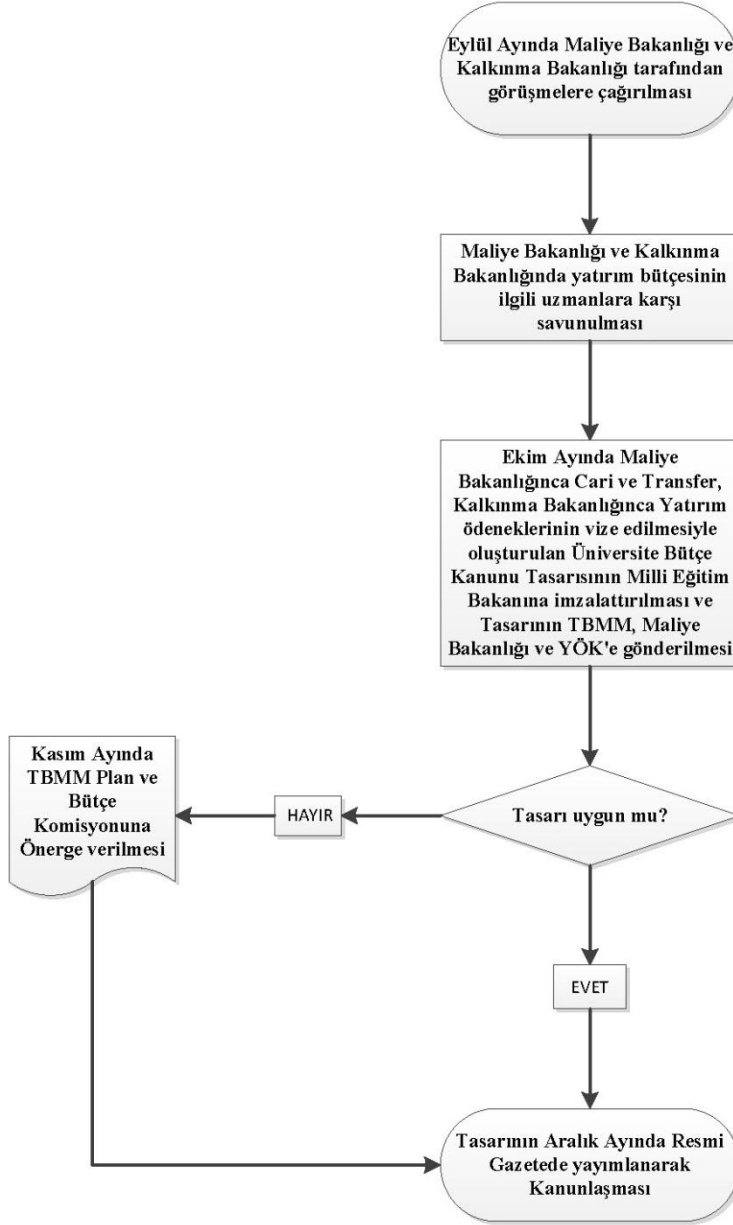 Eylül Ayında Maliye Bakanlığı ve
Kalkınma Bakanlığı tarafından
görüşmelere çağırılması
Maliye Bakanlığı ve Kalkınma
Bakanlığında yatırım bütçesinin
ilgili uzmanlara karşı
savunulması
Ekim Ayında Maliye
Bakanlığınca Cari ve Transfer,
Kalkınma Bakanlığınca Yatırım
ödeneklerinin vize edilmesiyle
oluşturulan Üniversite Bütçe
Kanunu Tasarısının Milli Eğitim
Bakanına imzalattırılması ve
Tasarının TBMM, Maliye
Bakanlığı ve YÖK'e gönderilmesi
Tasarı uygun mu?
HAYIR
Kasım Ayında
TBMM Plan ve
Bütçe
Komisyonuna
Önerge verilmesi
EVET
Tasarının Aralık Ayında Resmi
Gazetede yayımlanarak
Kanunlaşması